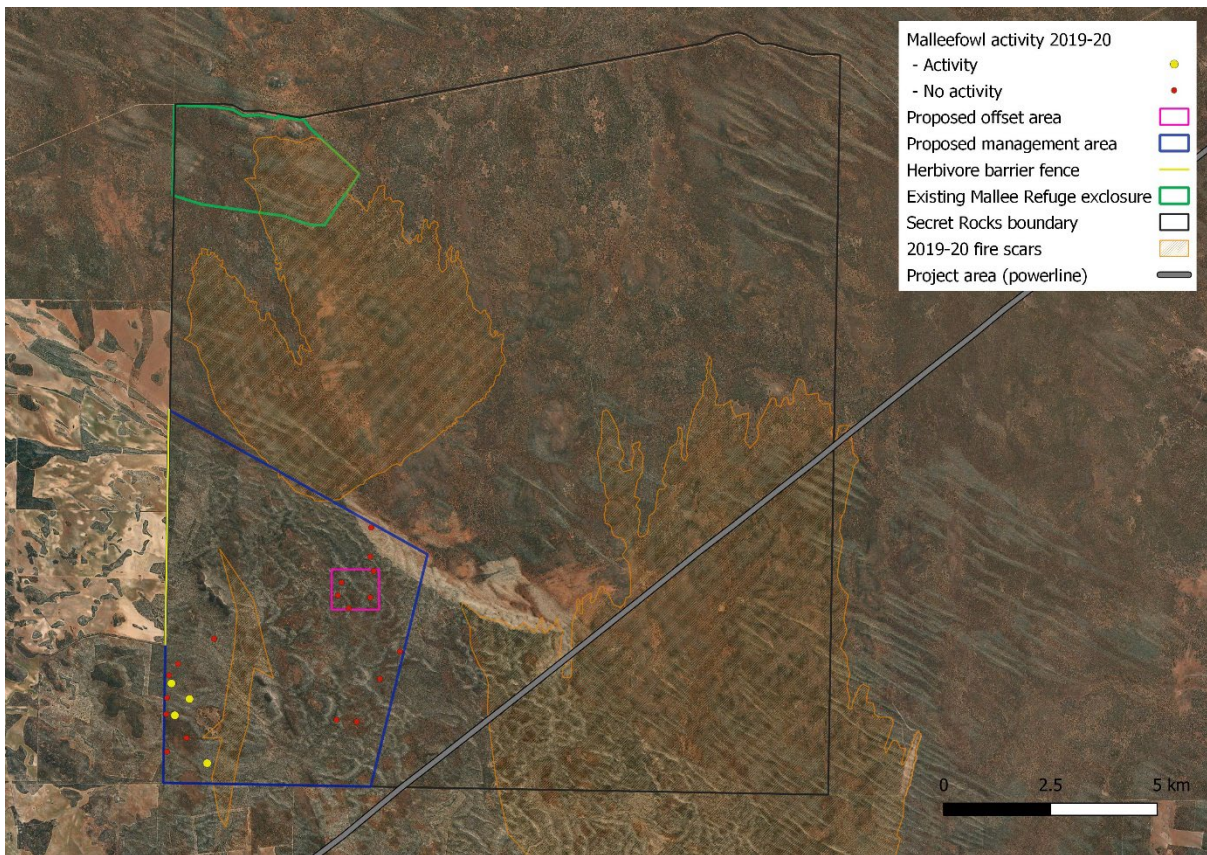 Malleefowl activity 2019-20
- Activity
- No activity
Proposed offset area
Proposed management area
Herbivore barrier fence
Existing Mallee Refuge exclosure
Secret Rocks boundary
2019-20 fire scars
Project area (powerline)
0 2.5 5 km